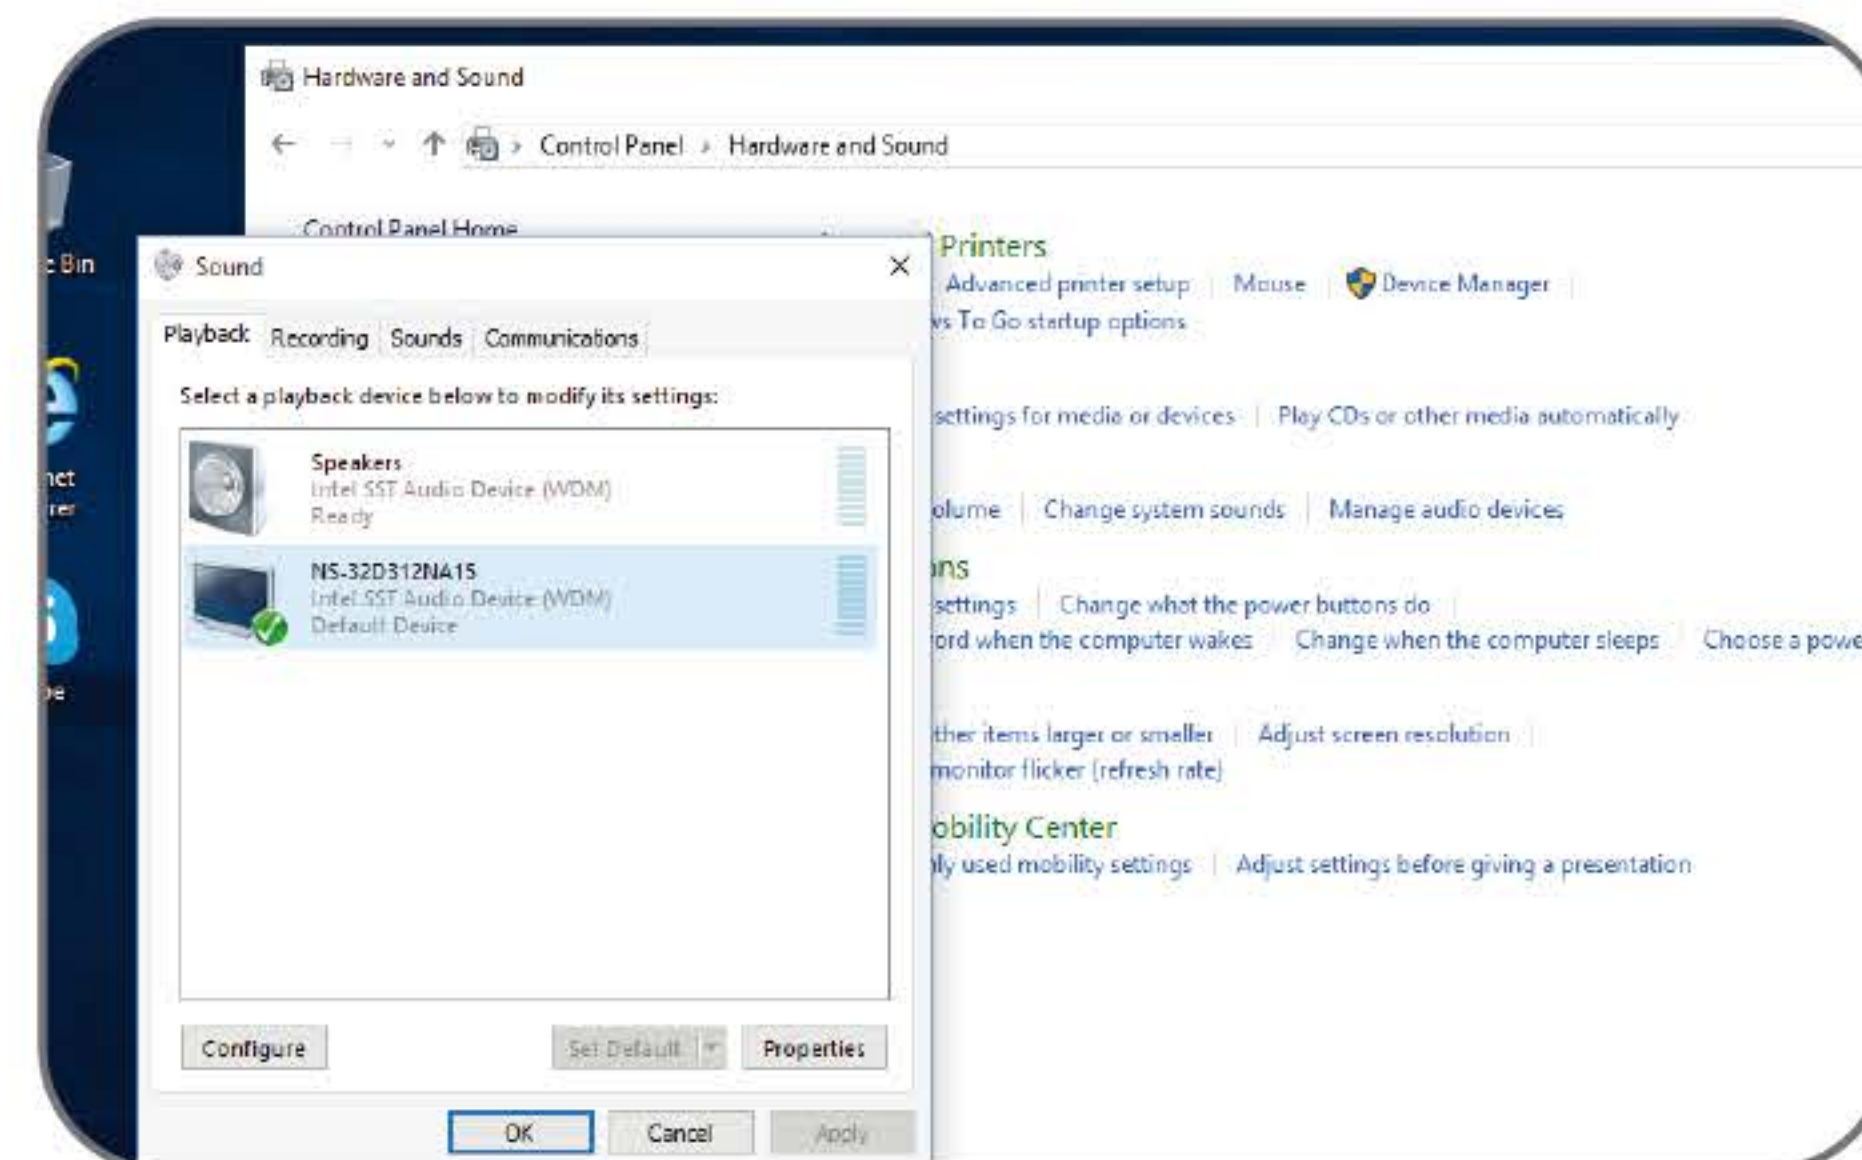 Hardware and Sound
Control Panel › Hardware and Sound
Control Panel Home
Bin
Sound
Playback Recording Sounds Communications
Select a playback device below to modify its settings:
Speakers
Intel SST Audio Device (WDM)
Ready
NS-32D312NA15
Intel SST Audio Device (WDM)
Default Device
Configure Set Default Properties
OK Cancel Apply
Printers
Advanced printer setup Mouse Device Manager
ws To Go startup options
settings for media or devices Play CDs or other media automatically
olume Change system sounds Manage audio devices
ns
settings Change what the power buttons do
ord when the computer wakes Change when the computer sleeps Choose a powe
ther items larger or smaller Adjust screen resolution
monitor flicker (refresh rate)
obility Center
ly used mobility settings Adjust settings before giving a presentation